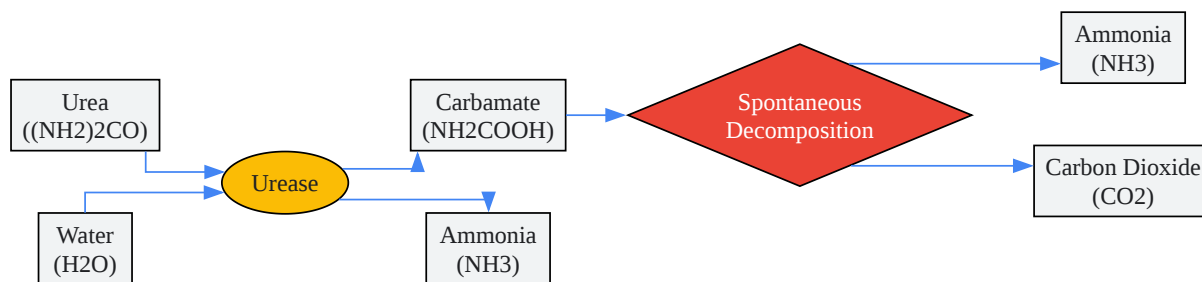 Urea
((NH2)2CO)
Water
(H2O)
Urease
Carbamate
(NH2COOH)
Ammonia
(NH3)
Spontaneous
Decomposition
Ammonia
(NH3)
Carbon Dioxide
(CO2)